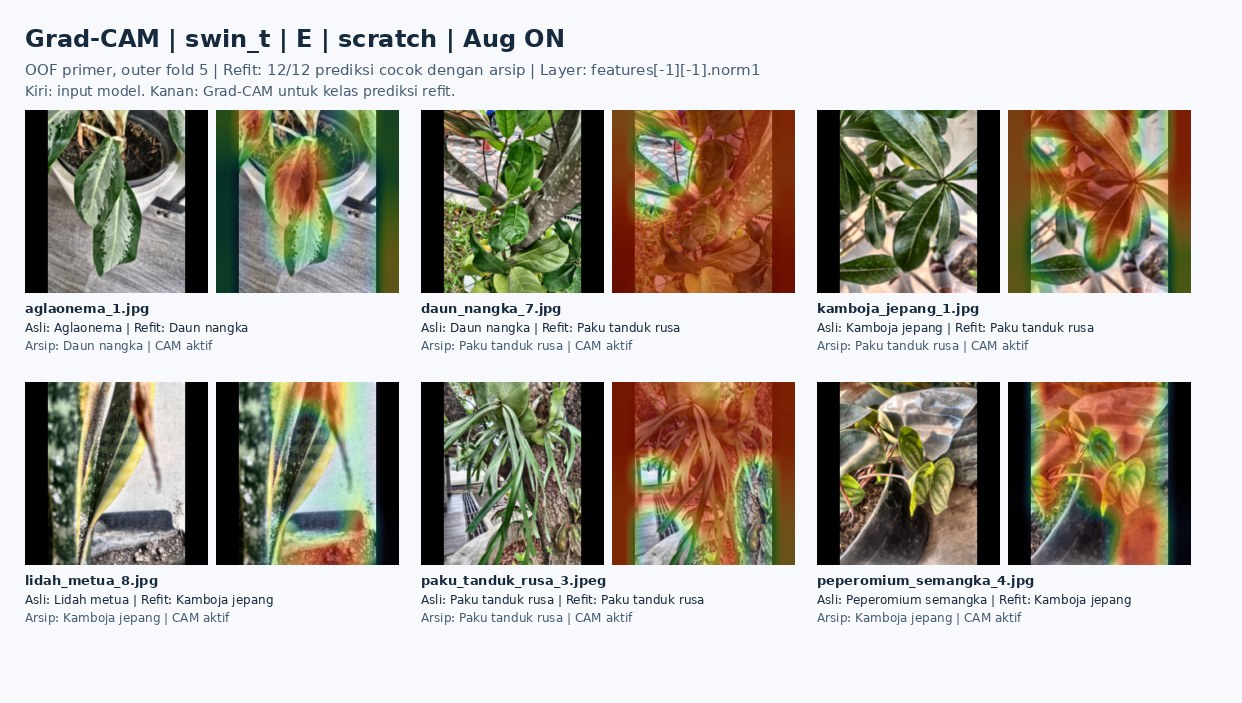 Grad-CAM | swin_t | E | scratch | Aug ON
OOF primer, outer fold 5 | Refit: 12/12 prediksi cocok dengan arsip | Layer: features[-1][-1].norm1
Kiri: input model. Kanan: Grad-CAM untuk kelas prediksi refit.
aglaonema_1.jpg
Asli: Aglaonema | Refit: Daun nangka
Arsip: Daun nangka | CAM aktif
daun_nangka_7.jpg
Asli: Daun nangka | Refit: Paku tanduk rusa
Arsip: Paku tanduk rusa | CAM aktif
kamboja_jepang_1.jpg
Asli: Kamboja jepang | Refit: Paku tanduk rusa
Arsip: Paku tanduk rusa | CAM aktif
lidah_metua_8.jpg
Asli: Lidah metua | Refit: Kamboja jepang
Arsip: Kamboja jepang | CAM aktif
paku_tanduk_rusa_3.jpeg
Asli: Paku tanduk rusa | Refit: Paku tanduk rusa
Arsip: Paku tanduk rusa | CAM aktif
peperomium_semangka_4.jpg
Asli: Peperomium semangka | Refit: Kamboja jepang
Arsip: Kamboja jepang | CAM aktif